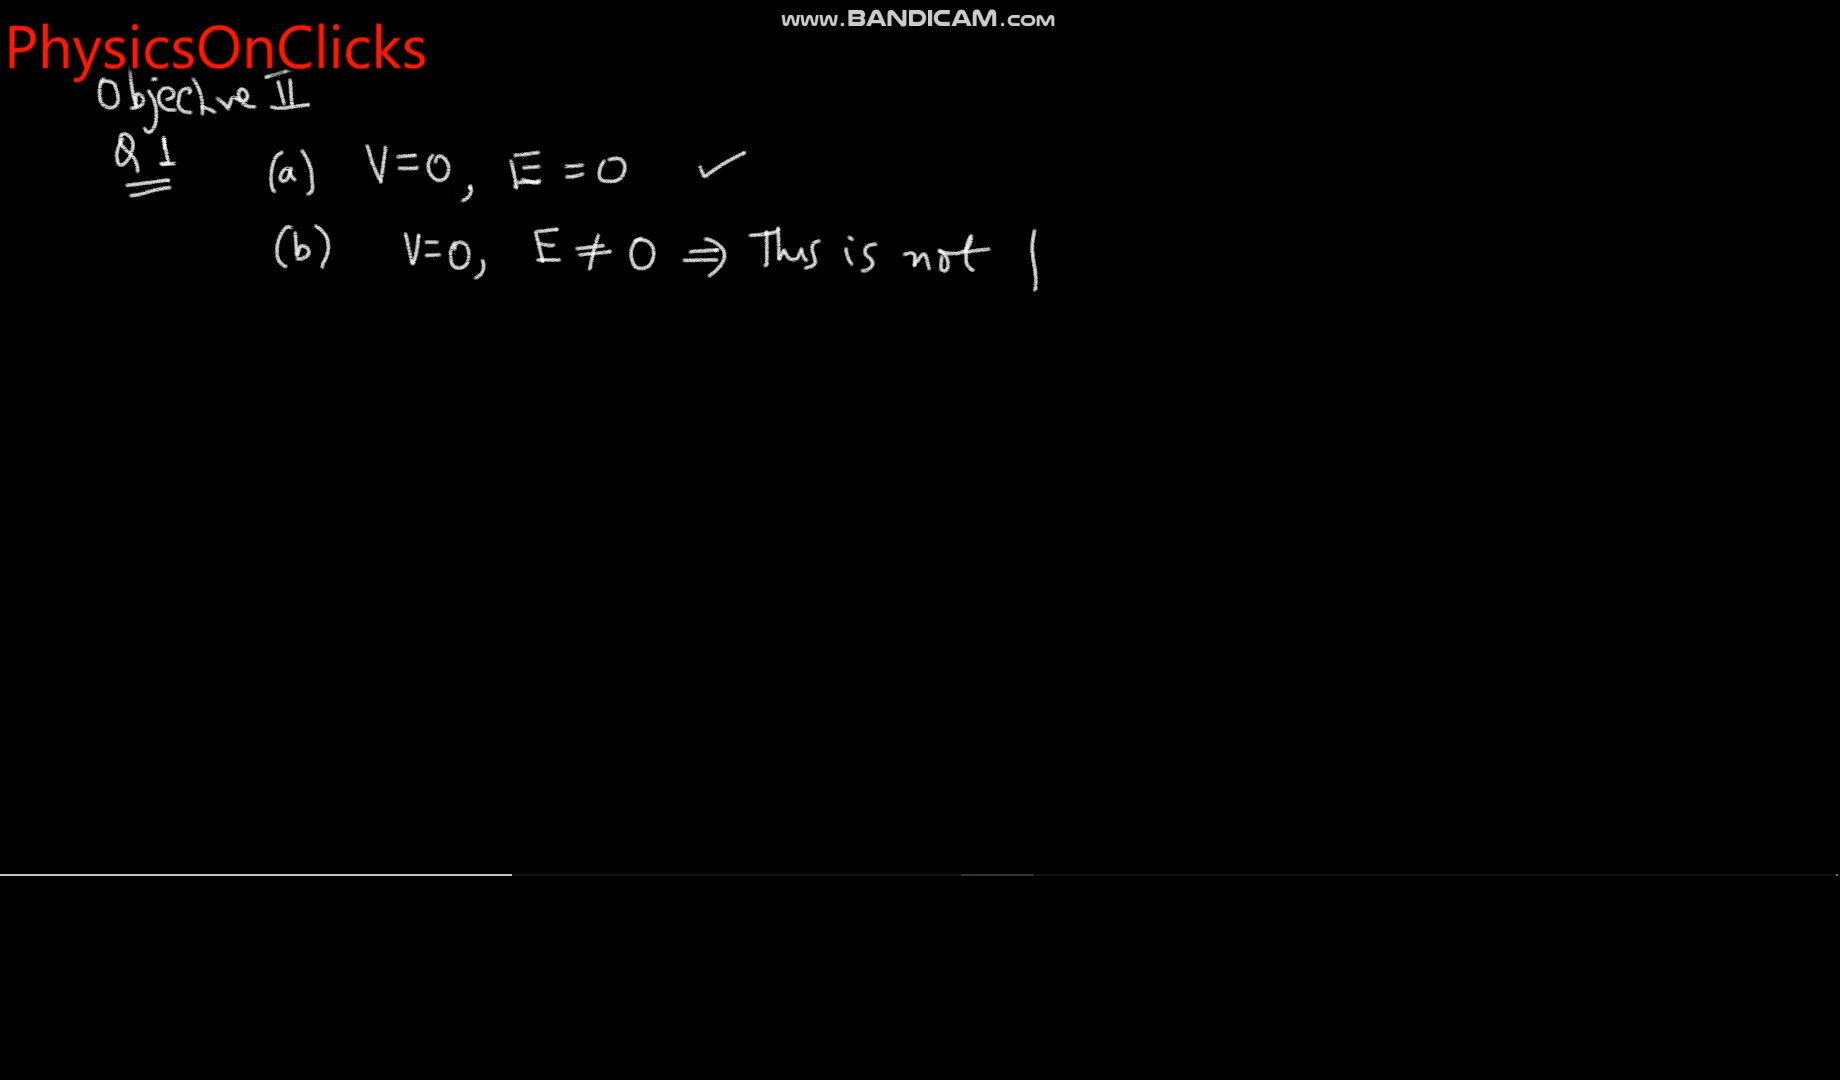 www.BANDICAM.com
PhysicsOnClicks
Objective II
Q 1
(a) V=0, E=0 ✓
(b) V=0, E≠0 ⇒ This is not